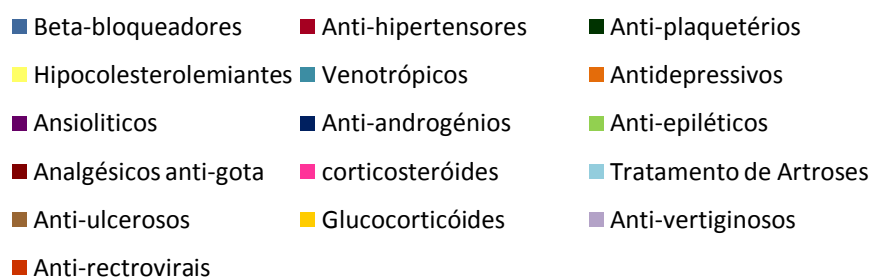 Beta-bloqueadores Anti-hipertensores Anti-plaquetérios
Hipocolesterolemiantes Venotrópicos Antidepressivos
Ansioliticos Anti-androgénios Anti-epiléticos
Analgésicos anti-gota corticosteróides Tratamento de Artroses
Anti-ulcerosos Glucocorticóides Anti-vertiginosos
Anti-rectrovirais